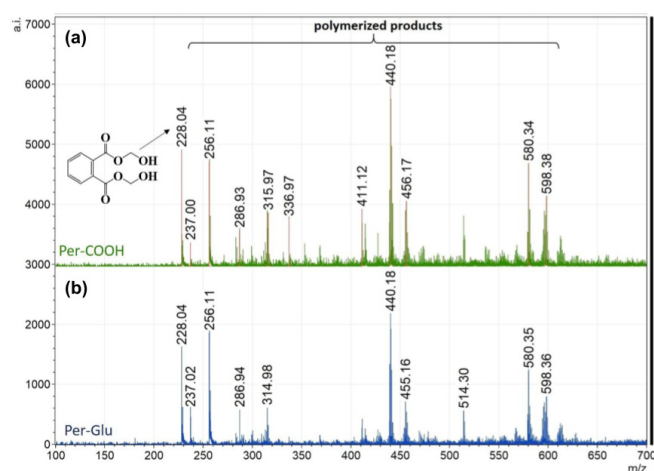 a.i.
7000
(a)
polymerized products
6000
5000
4000
3000
O
O
OH
O
OH
O
228.04
237.00
256.11
286.93
315.97
336.97
411.12
440.18
456.17
580.34
598.38
Per-COOH
(b)
2000
1000
0
228.04
237.02
256.11
286.94
314.98
440.18
455.16
514.30
580.35
598.36
Per-Glu
100 150 200 250 300 350 400 450 500 550 600 650 700
m/z